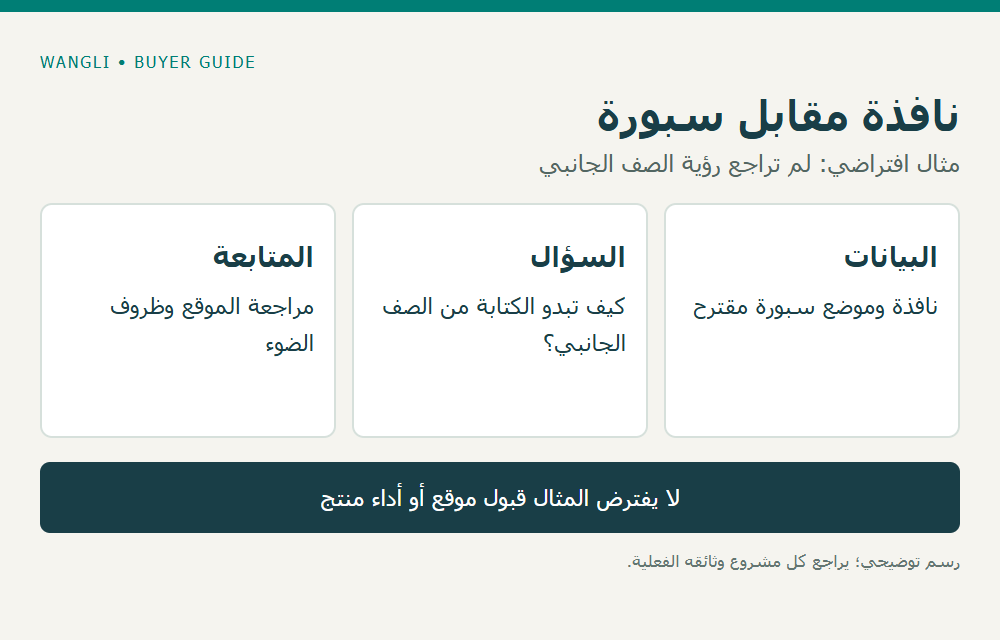 WANGLI • BUYER GUIDE
نافذة مقابل سبورة
مثال افتراضي: لم تراجع رؤية الصف الجانبي
البيانات
نافذة وموضع سبورة مقترح
السؤال
كيف تبدو الكتابة من الصف
الجانبي؟
المتابعة
مراجعة الموقع وظروف
الضوء
لا يفترض المثال قبول موقع أو أداء منتج
رسم توضيحي؛ يراجع كل مشروع وثائقه الفعلية.